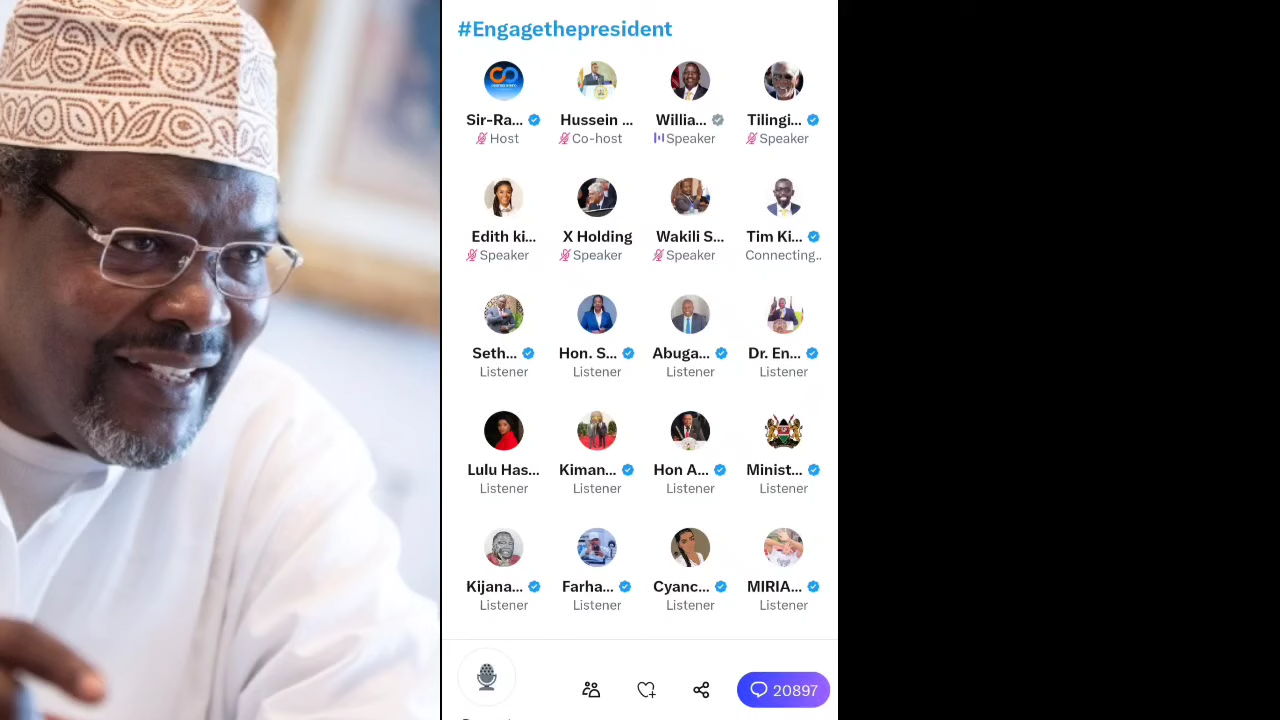 #Engagethepresident
Sir-Ra... Hussein ... Willia... Tilingi...
Host Co-host Speaker Speaker
Edith ki... X Holding Wakili S... Tim Ki...
Speaker Speaker Speaker Connecting..
Seth... Hon. S... Abuga... Dr. En...
Listener Listener Listener Listener
Lulu Has... Kiman... Hon A... Minist...
Listener Listener Listener Listener
Kijana... Farha... Cyanc... MIRIA...
Listener Listener Listener Listener
20897